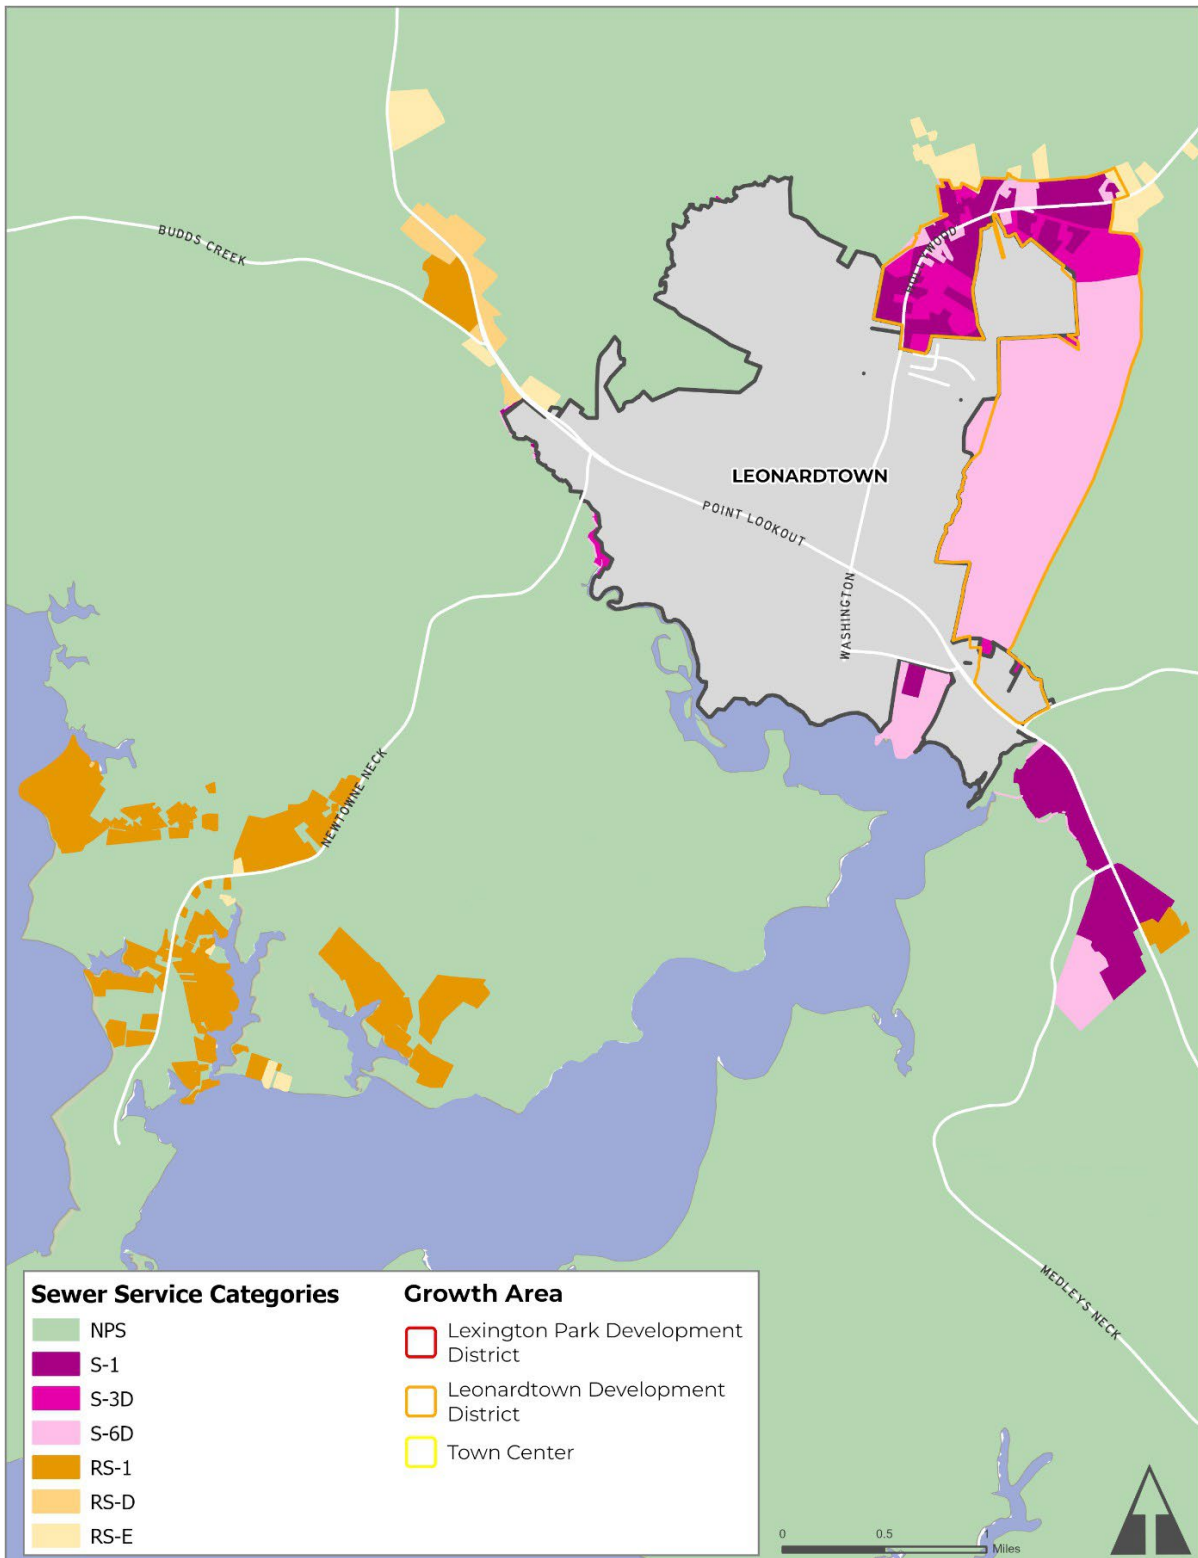 BUDDS CREEK
HOLLYWOOD
LEONARDTOWN
POINT LOOKOUT
WASHINGTON
NEWTOWNE NECK
MEDLEYS NECK
Sewer Service Categories
NPS
S-1
S-3D
S-6D
RS-1
RS-D
RS-E
Growth Area
Lexington Park Development
District
Leonardtown Development
District
Town Center
0 0.5 1
Miles